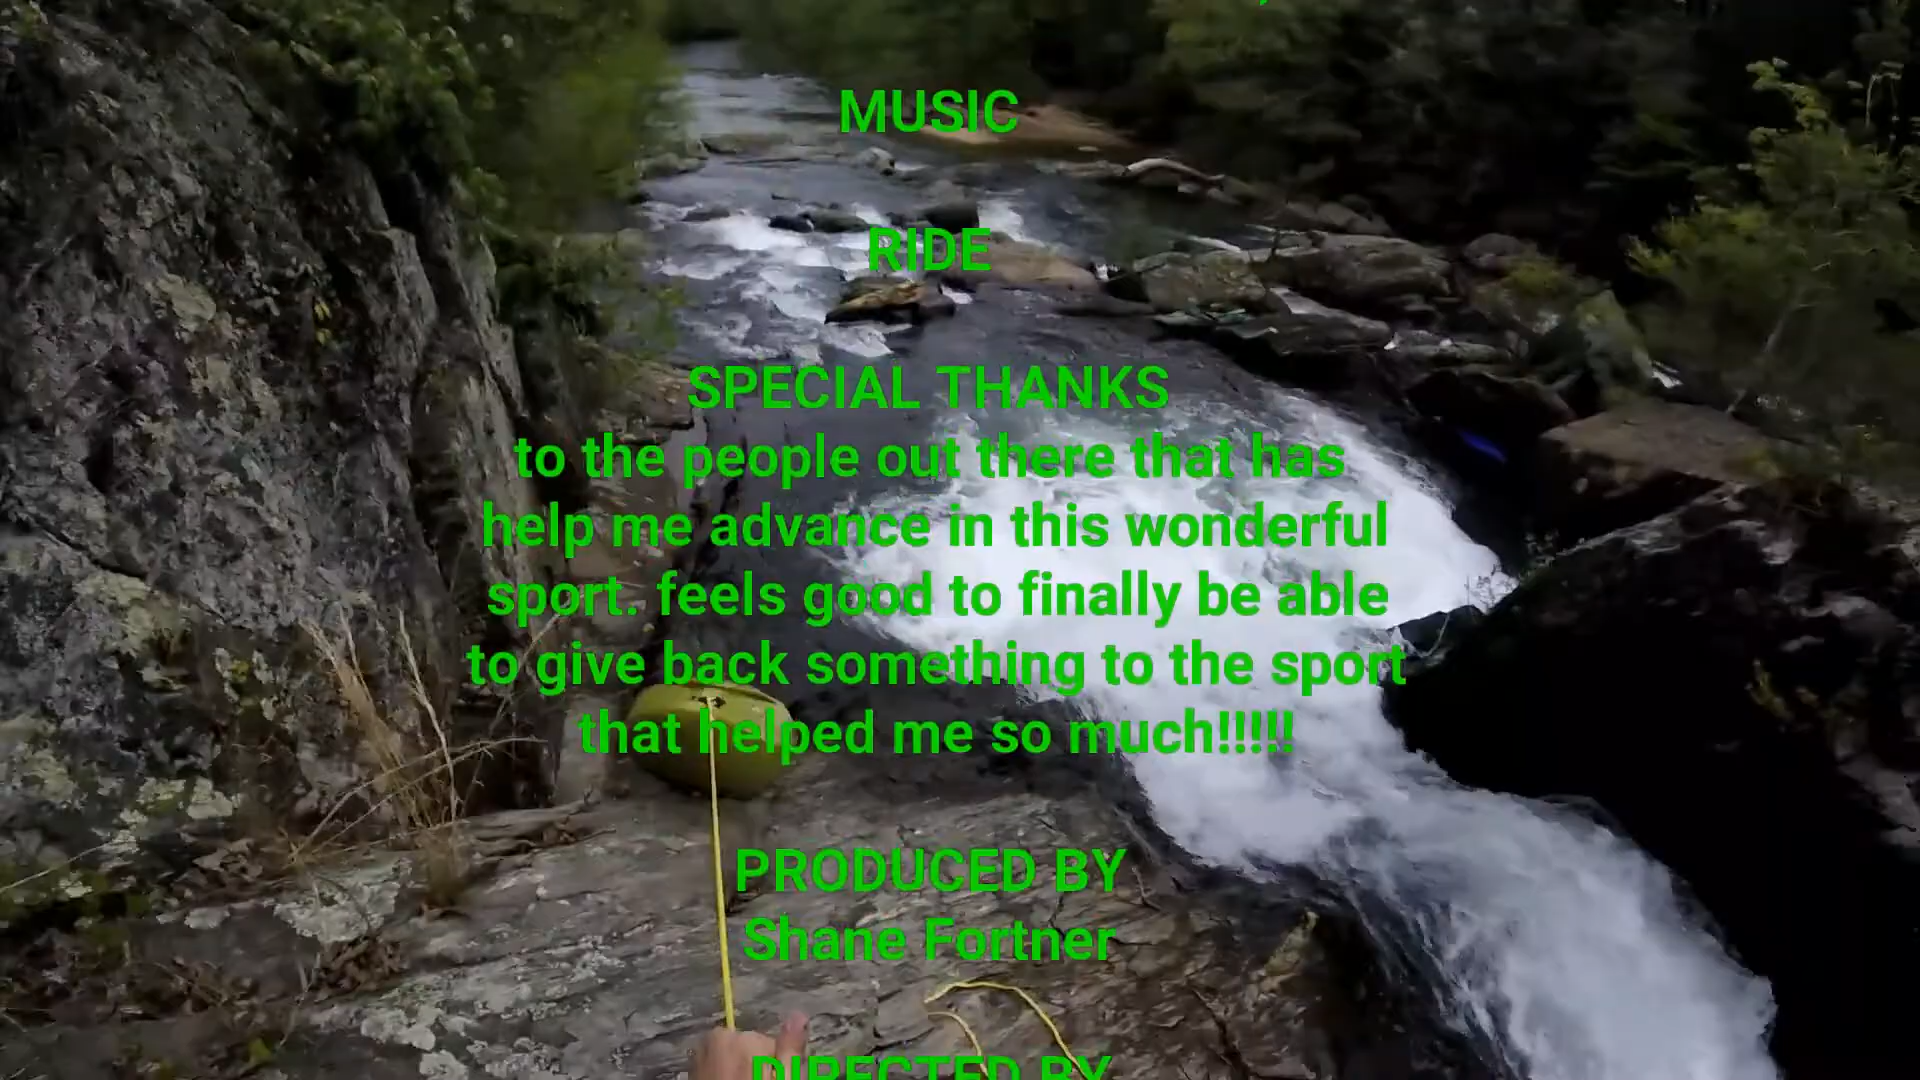 MUSIC
RIDE
SPECIAL THANKS
to the people out there that has
help me advance in this wonderful
sport. feels good to finally be able
to give back something to the sport
that helped me so much!!!!!
PRODUCED BY
Shane Fortner
DIRECTED BY